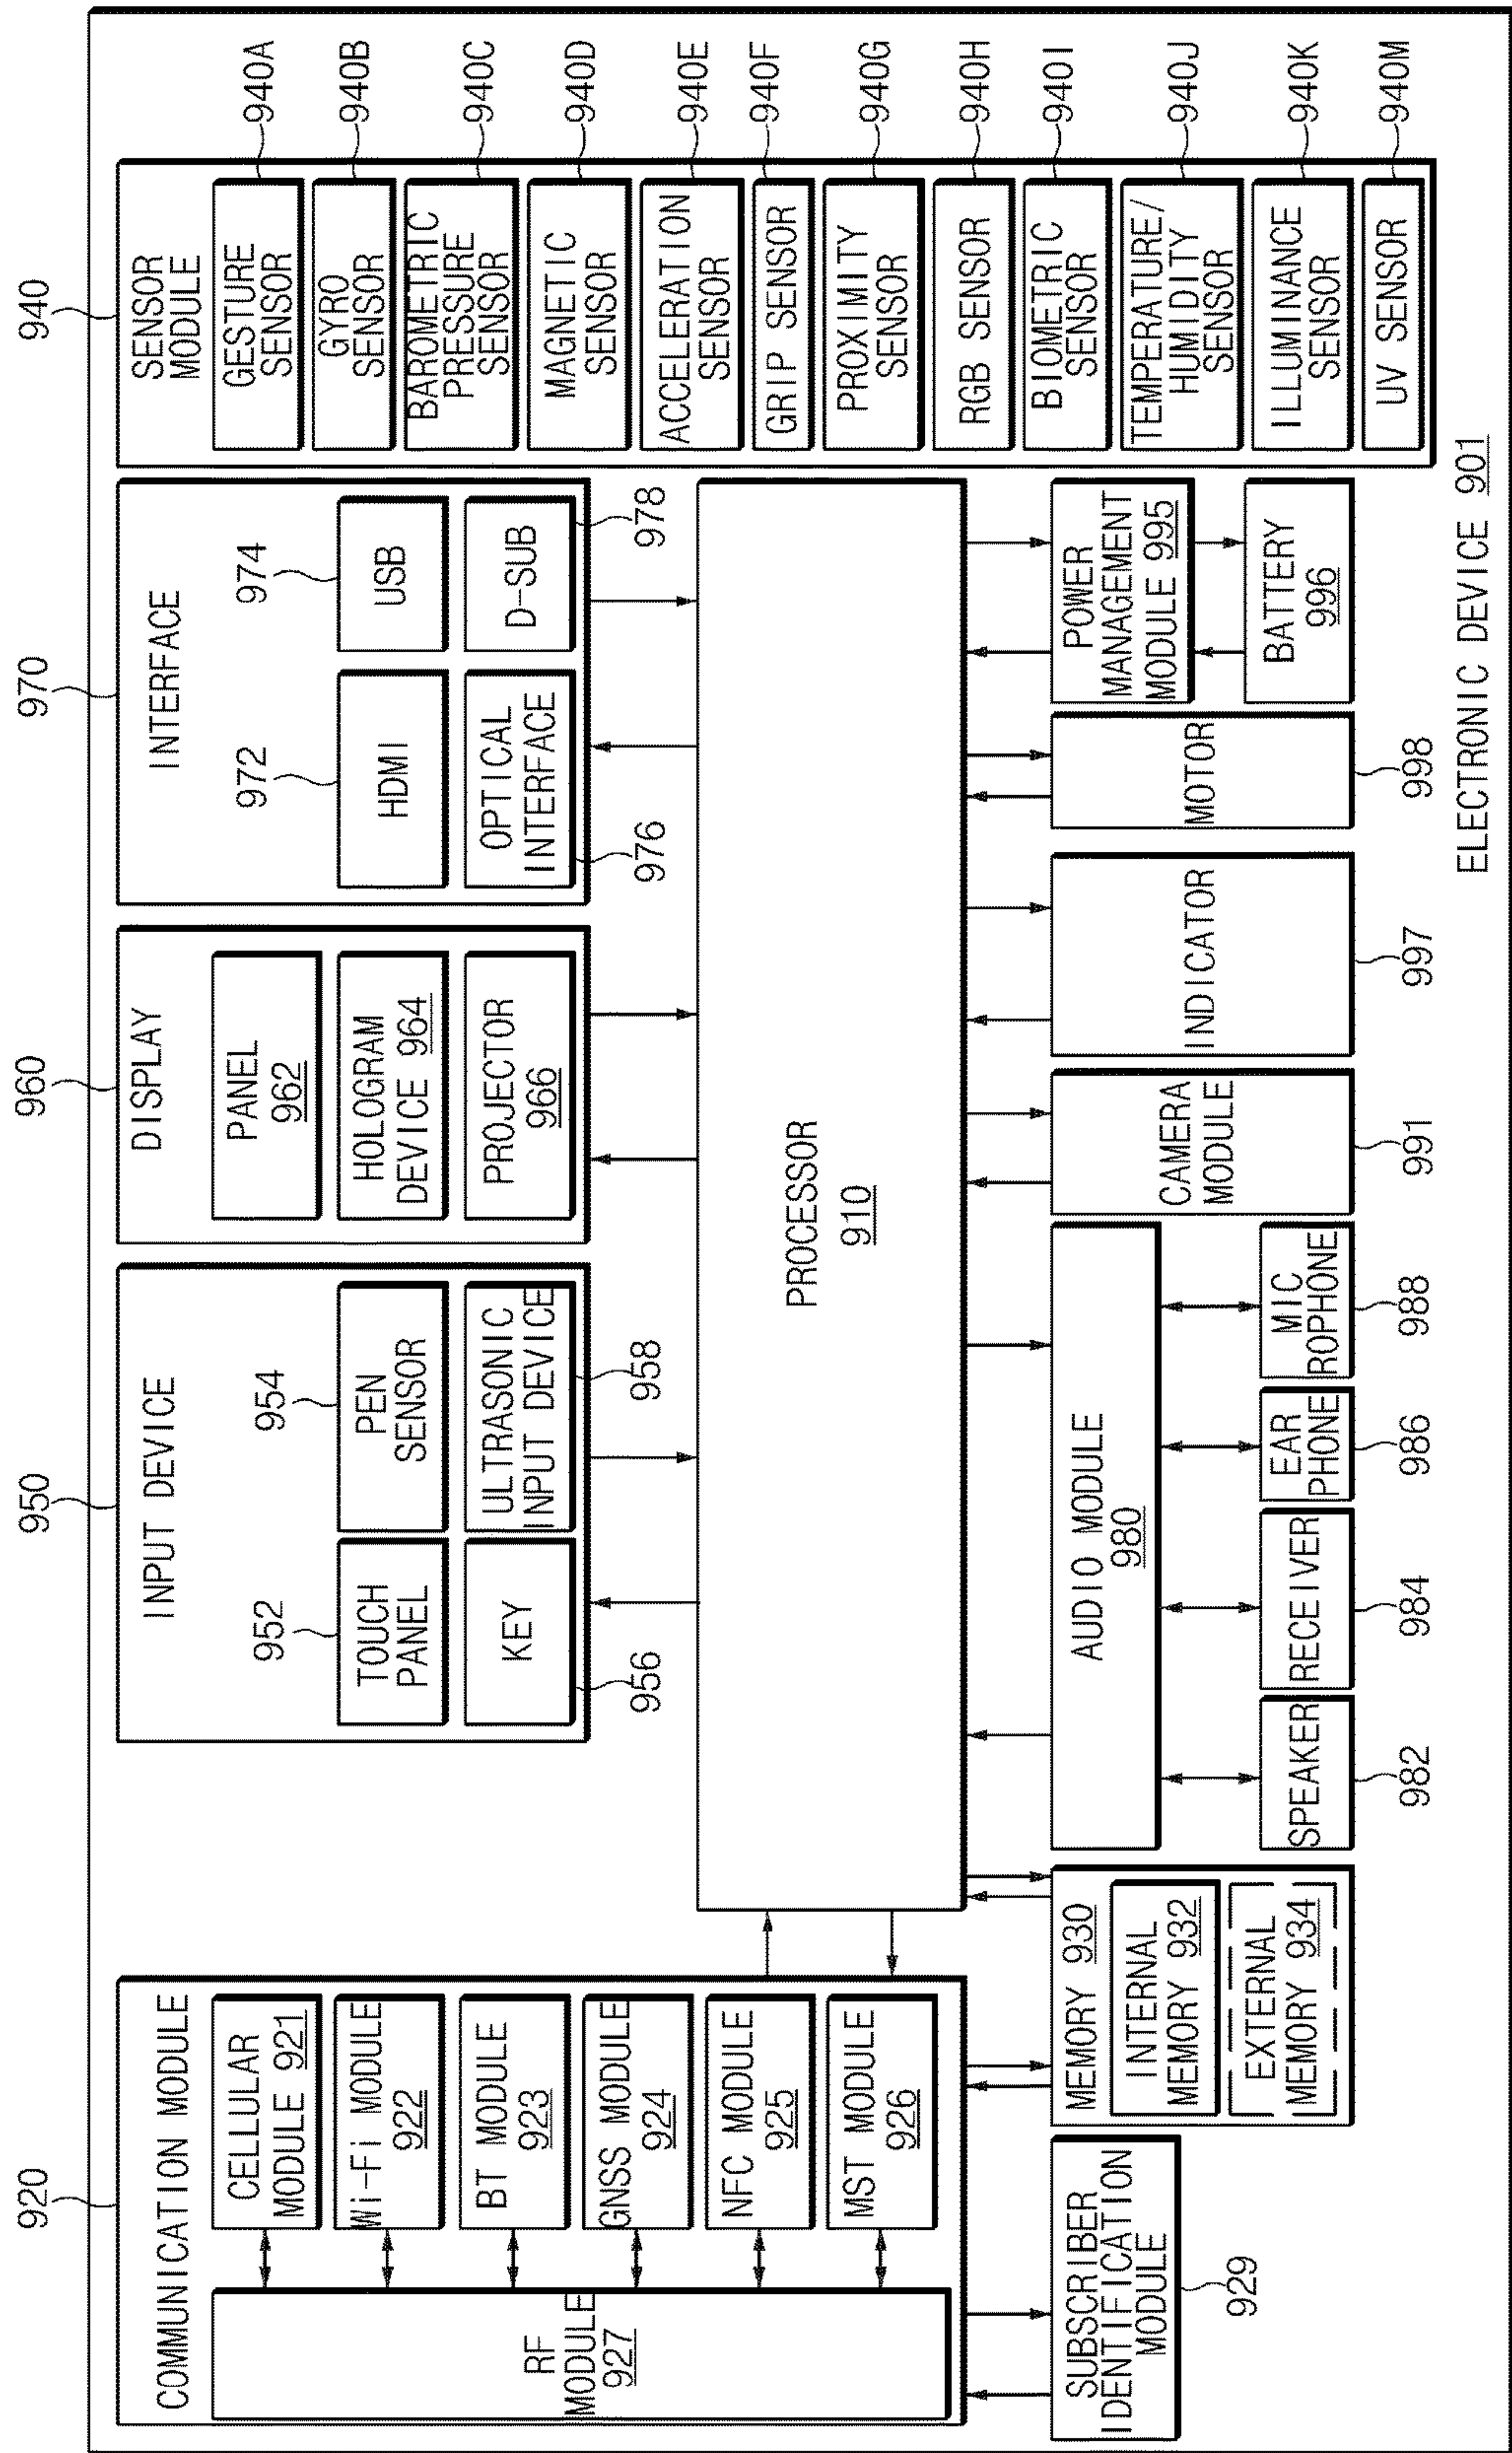 920
COMMUNICATION MODULE
CELLULAR
MODULE 921
Wi-Fi MODULE
922
BT MODULE
923
GNSS MODULE
924
NFC MODULE
925
MST MODULE
926
RF
MODULE
927
SUBSCRIBER
IDENTIFICATION
MODULE
929
MEMORY 930
INTERNAL
MEMORY 932
EXTERNAL
MEMORY 934
950
INPUT DEVICE
952
TOUCH
PANEL
954
PEN
SENSOR
KEY
956
ULTRASONIC
INPUT DEVICE
958
960
DISPLAY
PANEL
962
HOLOGRAM
DEVICE 964
PROJECTOR
966
970
INTERFACE
972
HDMI
974
USB
OPTICAL
INTERFACE
976
D-SUB
978
PROCESSOR
910
AUDIO MODULE
980
SPEAKER
982
RECEIVER
984
EAR
PHONE
986
MIC
ROPHONE
988
CAMERA
MODULE
991
INDICATOR
997
MOTOR
998
POWER
MANAGEMENT
MODULE 995
BATTERY
996
940
SENSOR
MODULE
GESTURE
SENSOR
940A
GYRO
SENSOR
940B
BAROMETRIC
PRESSURE
SENSOR
940C
MAGNETIC
SENSOR
940D
ACCELERATION
SENSOR
940E
GRIP SENSOR
940F
PROXIMITY
SENSOR
940G
RGB SENSOR
940H
BIOMETRIC
SENSOR
940I
TEMPERATURE/
HUMIDITY
SENSOR
940J
ILLUMINANCE
SENSOR
940K
UV SENSOR
940M
ELECTRONIC DEVICE 901